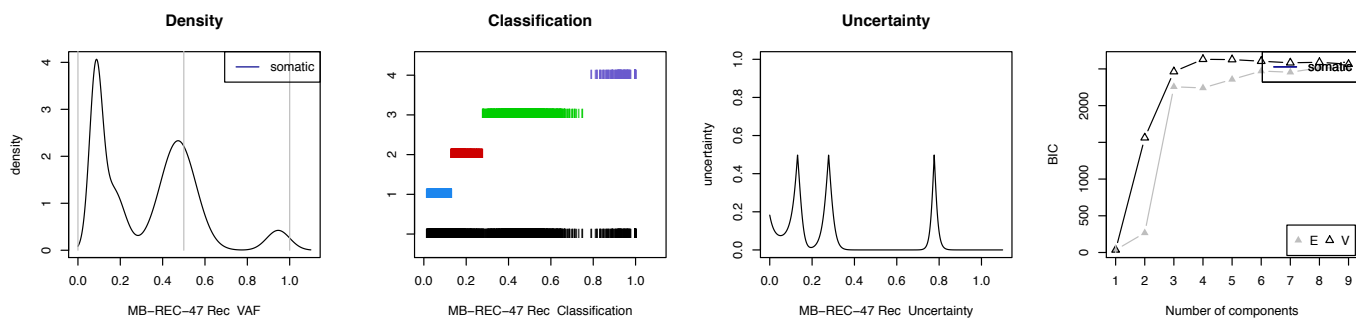 Density
somatic
density
0
1
2
3
4
0.0 0.2 0.4 0.6 0.8 1.0
MB−REC−47 Rec VAF
Classification
1
2
3
4
0.0 0.2 0.4 0.6 0.8 1.0
MB−REC−47 Rec Classification
Uncertainty
uncertainty
0.0
0.2
0.4
0.6
0.8
1.0
0.0 0.2 0.4 0.6 0.8 1.0
MB−REC−47 Rec Uncertainty
somatic
BIC
0
500
1000
2000
E V
1 2 3 4 5 6 7 8 9
Number of components